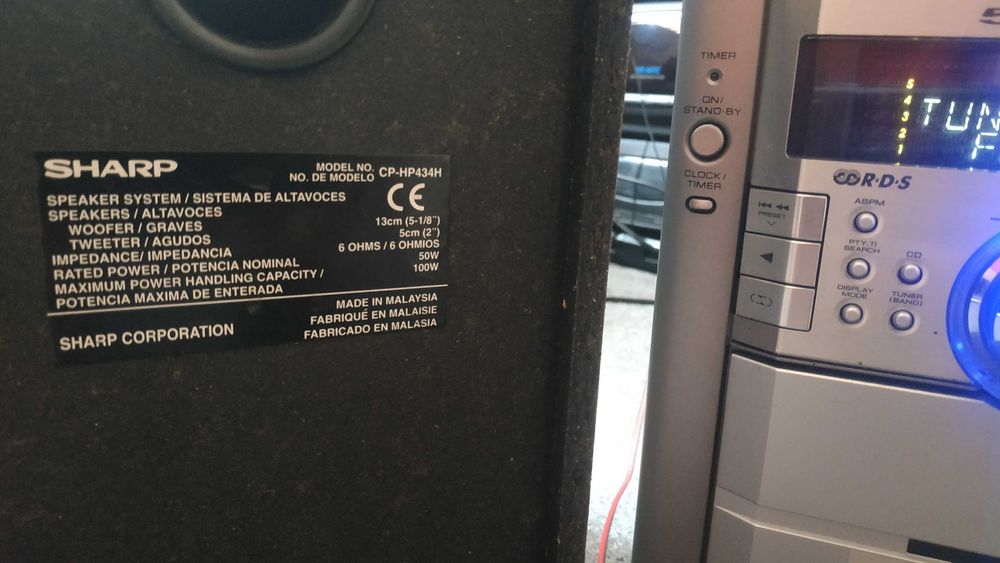 SHARP
MODEL NO.
NO. DE MODELO CP-HP434H
SPEAKER SYSTEM / SISTEMA DE ALTAVOCES
CE
SPEAKERS / ALTAVOCES
WOOFER / GRAVES 13cm (5-1/8")
TWEETER / AGUDOS 5cm (2")
IMPEDANCE / IMPEDANCIA 6 OHMS / 6 OHMIOS
RATED POWER / POTENCIA NOMINAL 50W
MAXIMUM POWER HANDLING CAPACITY / 100W
POTENCIA MAXIMA DE ENTERADA
SHARP CORPORATION
MADE IN MALAYSIA
FABRIQUÉ EN MALAISIE
FABRICADO EN MALASIA
TIMER
ON/
STAND-BY
CLOCK/
TIMER
PRESET
5
4
3
2
1
TUN
F
R·D·S
ASPM
PTY·TI
SEARCH
CD
DISPLAY
MODE
TUNER
(BAND)